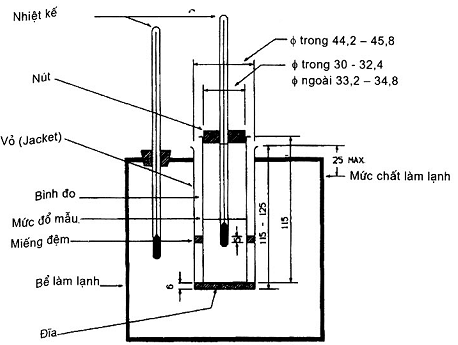 Nhiệt kế
ϕ trong 44,2 – 45,8
ϕ trong 30 - 32,4
ϕ ngoài 33,2 – 34,8
Nút
Vỏ (Jacket)
25 MAX.
Mức chất làm lạnh
Bình đo
Mức đổ mẫu
Miếng đệm
115 - 125
115
Bể làm lạnh
6
Đĩa